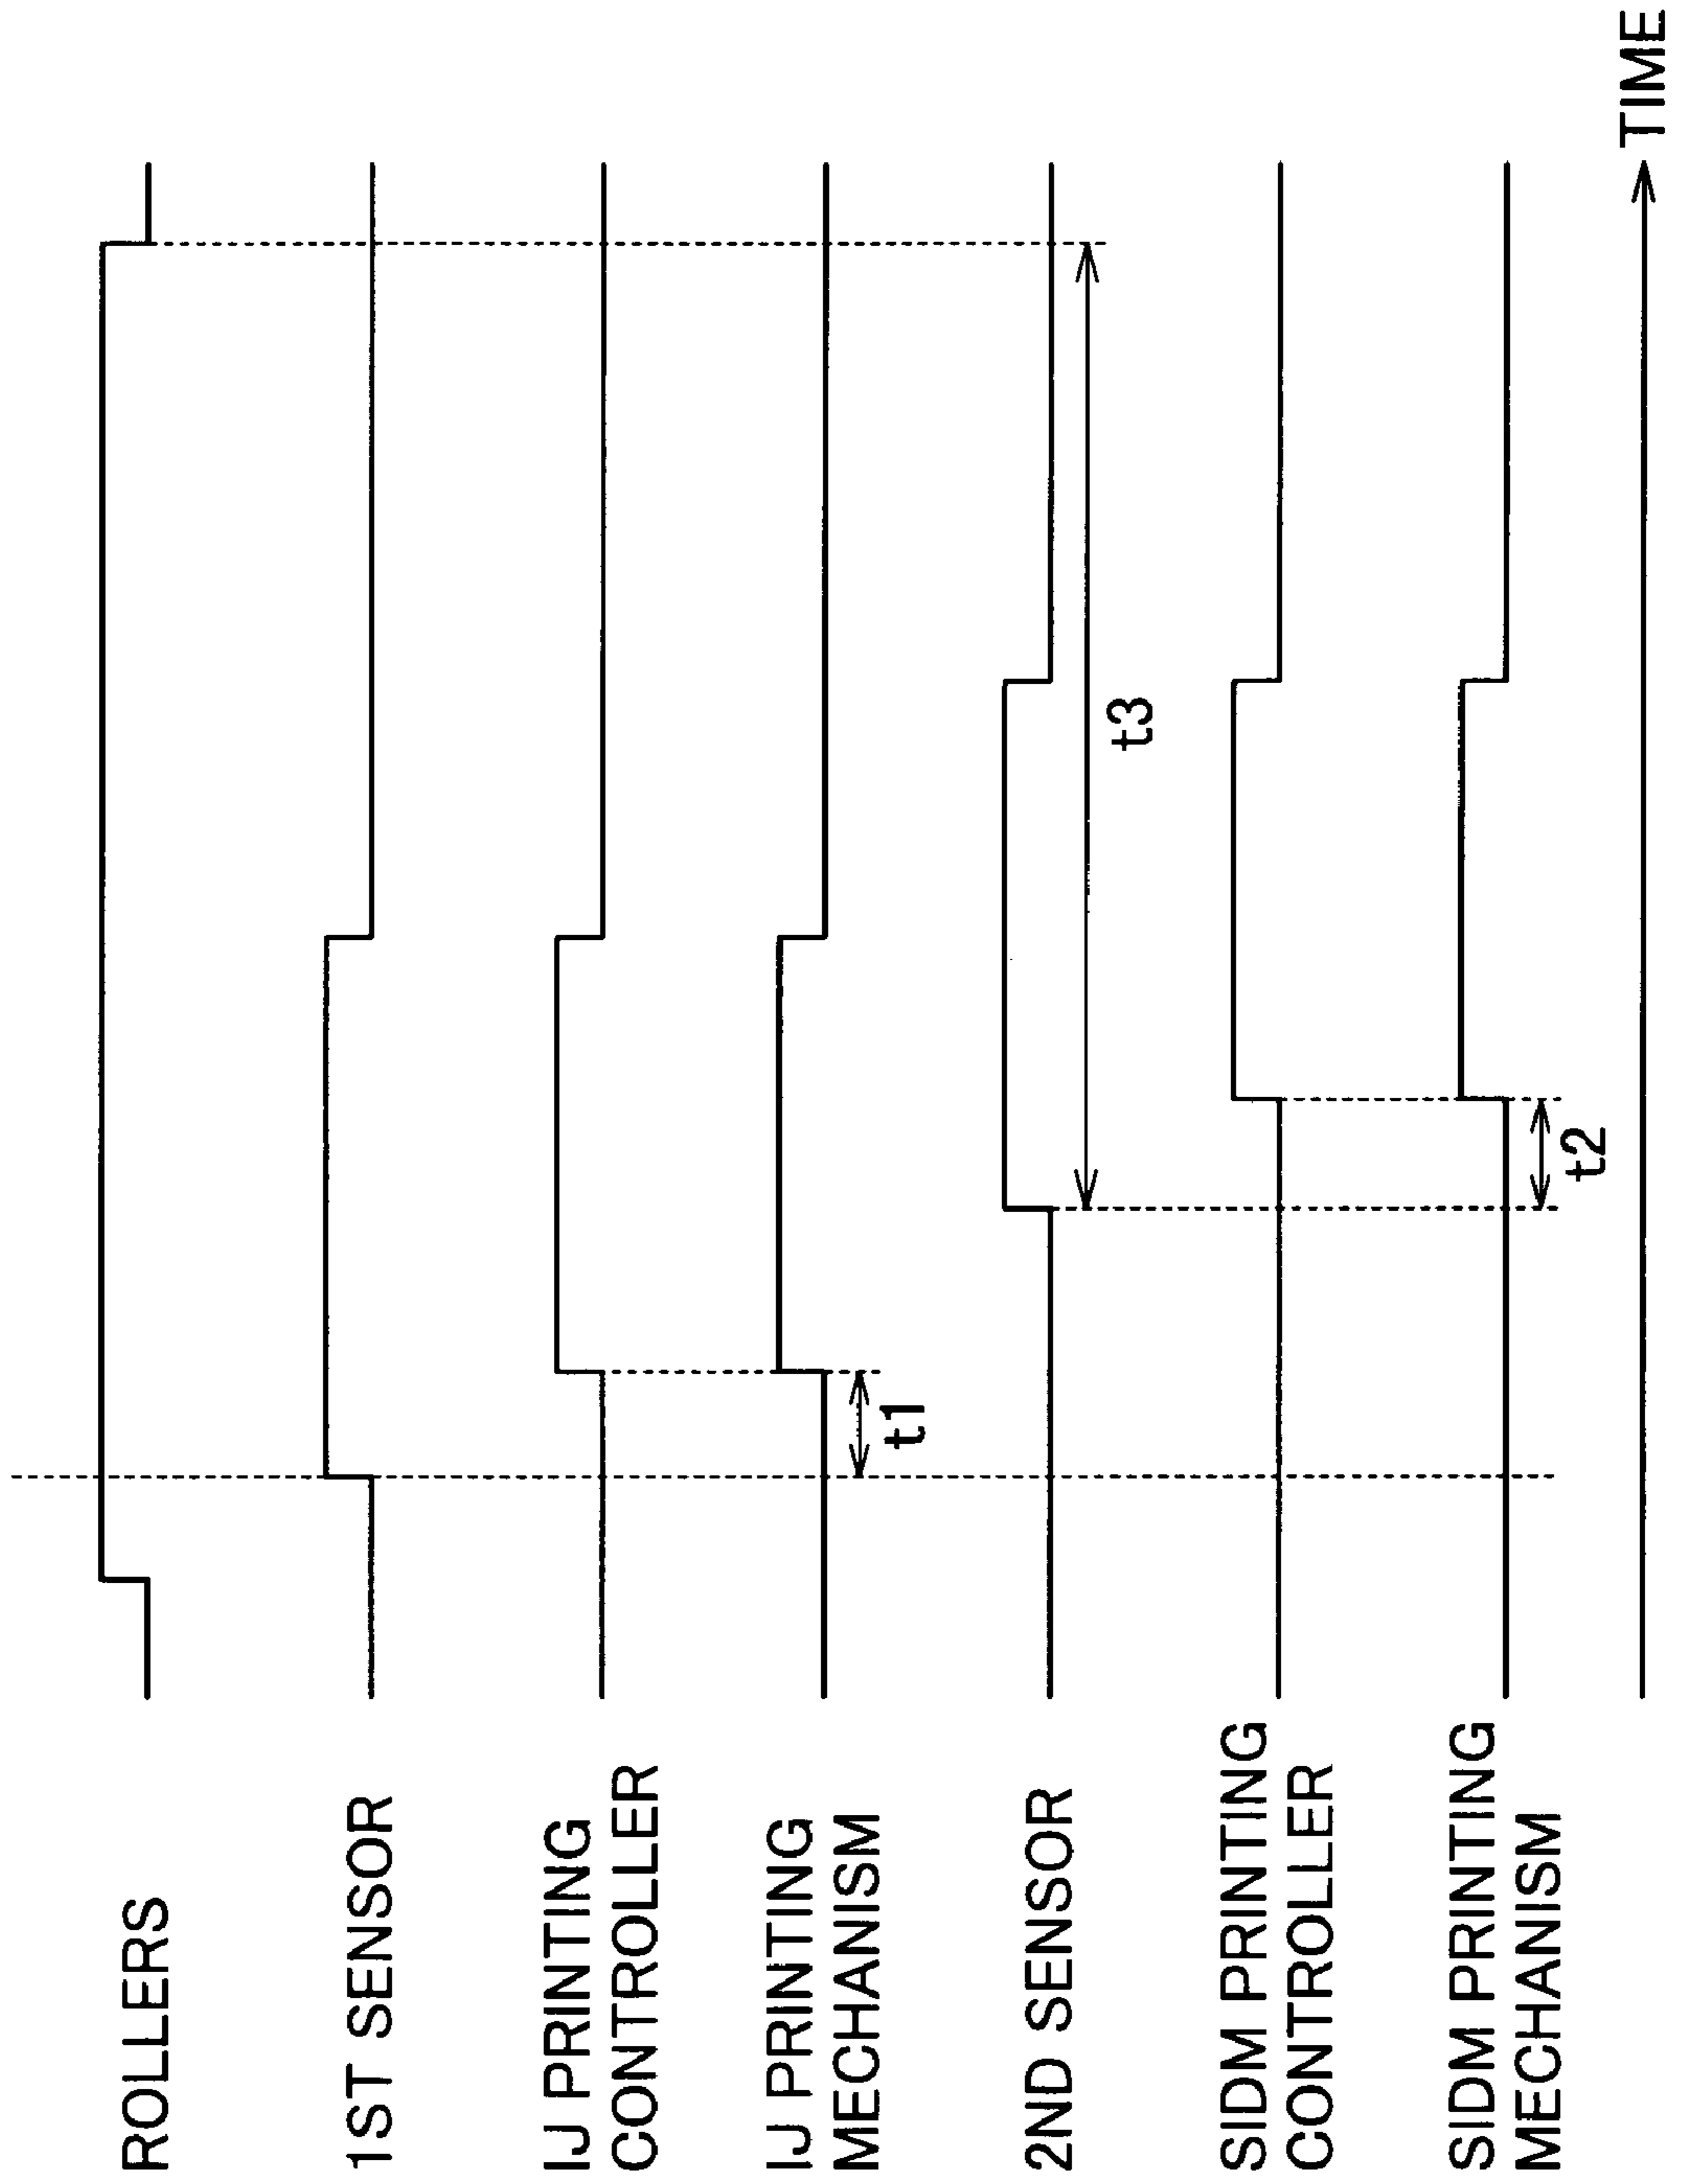 ROLLERS
1ST SENSOR
IJ PRINTING
CONTROLLER
IJ PRINTING
MECHANISM
t1
2ND SENSOR
t3
SIDM PRINTING
CONTROLLER
SIDM PRINTING
MECHANISM
t2
TIME